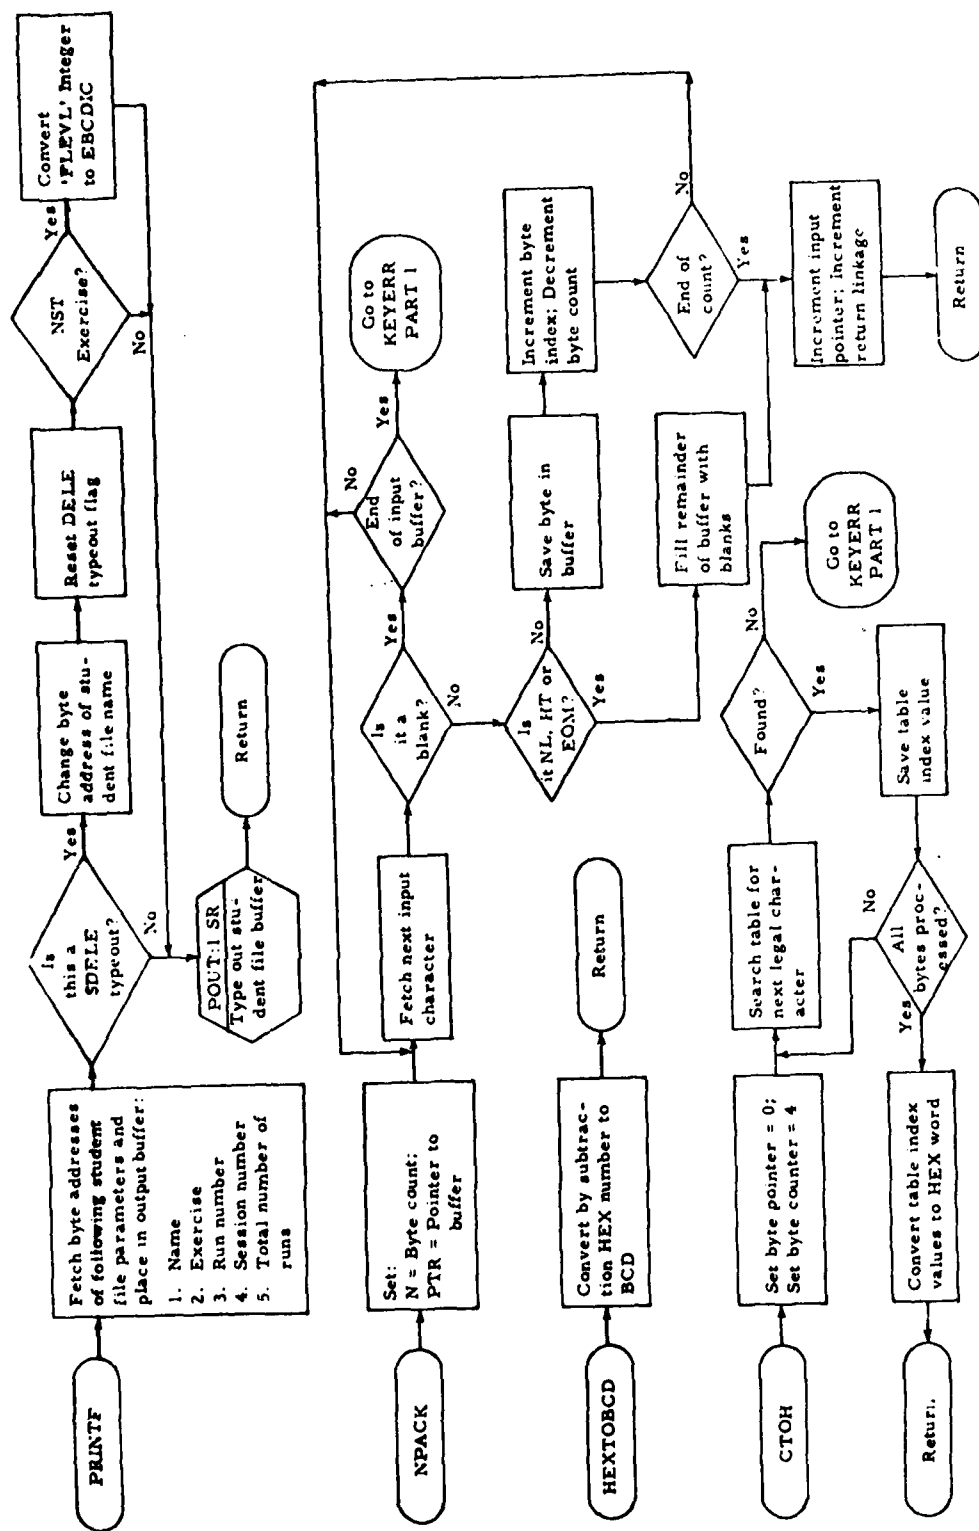 PRINTF
Fetch byte addresses
of following student
file parameters and
place in output buffer:
1. Name
2. Exercise
3. Run number
4. Session number
5. Total number of
runs
Is
this a
SDELE
typeout?
Yes
No
Change byte
address of stu-
dent file name
Reset DELE
typeout flag
NST
Exercise?
Yes
No
Convert
'PLEVL' Integer
to EBCDIC
POUT:1 SR
Type out stu-
dent file buffer
Return
NPACK
Set:
N = Byte count;
PTR = Pointer to
buffer
Fetch next input
character
Is
it a
blank?
Yes
No
End
of input
buffer?
No
Yes
Go to
KEYERR
PART 1
Is
it NL, HT or
EOM?
No
Yes
Save byte in
buffer
Increment byte
index; Decrement
byte count
End of
count?
No
Yes
Fill remainder
of buffer with
blanks
Increment input
pointer; Increment
return linkage
Return
HEXTOBCD
Convert by subtrac-
tion HEX number to
BCD
Return
CTOH
Set byte pointer = 0;
Set byte counter = 4
Search table for
next legal char-
acter
Found?
No
Yes
Go to
KEYERR
PART 1
Save table
index value
All
bytes proc-
essed?
No
Yes
Convert table index
values to HEX word
Return